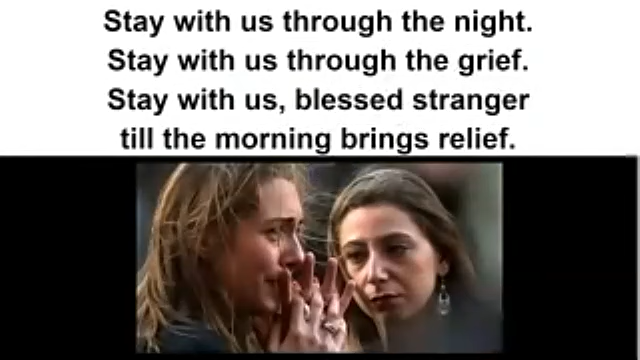 Stay with us through the night.
Stay with us through the grief.
Stay with us, blessed stranger
till the morning brings relief.